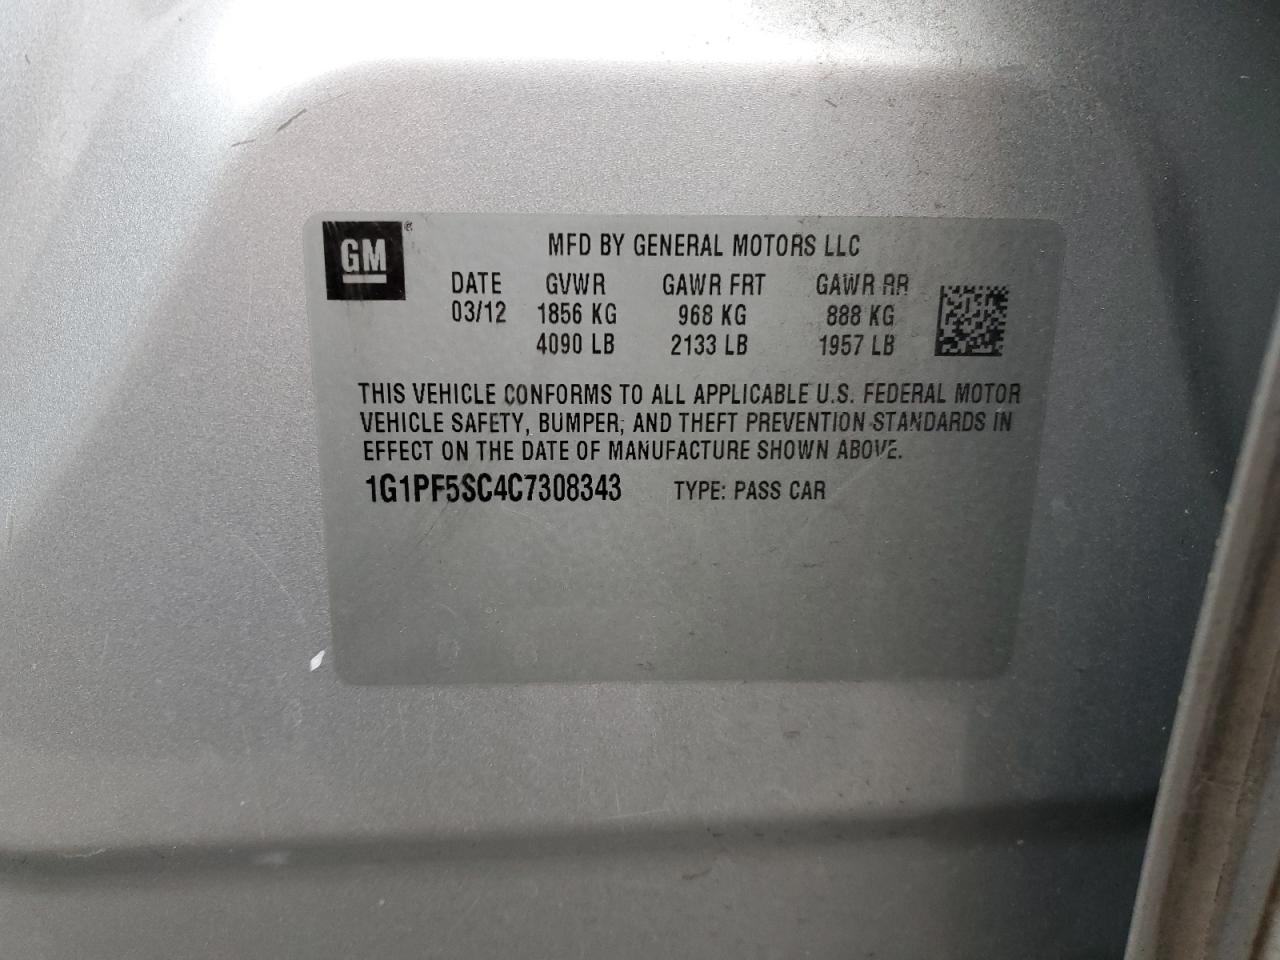 GM®
MFD BY GENERAL MOTORS LLC
DATE GVWR GAWR FRT GAWR RR
03/12 1856 KG 968 KG 888 KG
4090 LB 2133 LB 1957 LB
THIS VEHICLE CONFORMS TO ALL APPLICABLE U.S. FEDERAL MOTOR
VEHICLE SAFETY, BUMPER, AND THEFT PREVENTION STANDARDS IN
EFFECT ON THE DATE OF MANUFACTURE SHOWN ABOVE.
1G1PF5SC4C7308343 TYPE: PASS CAR